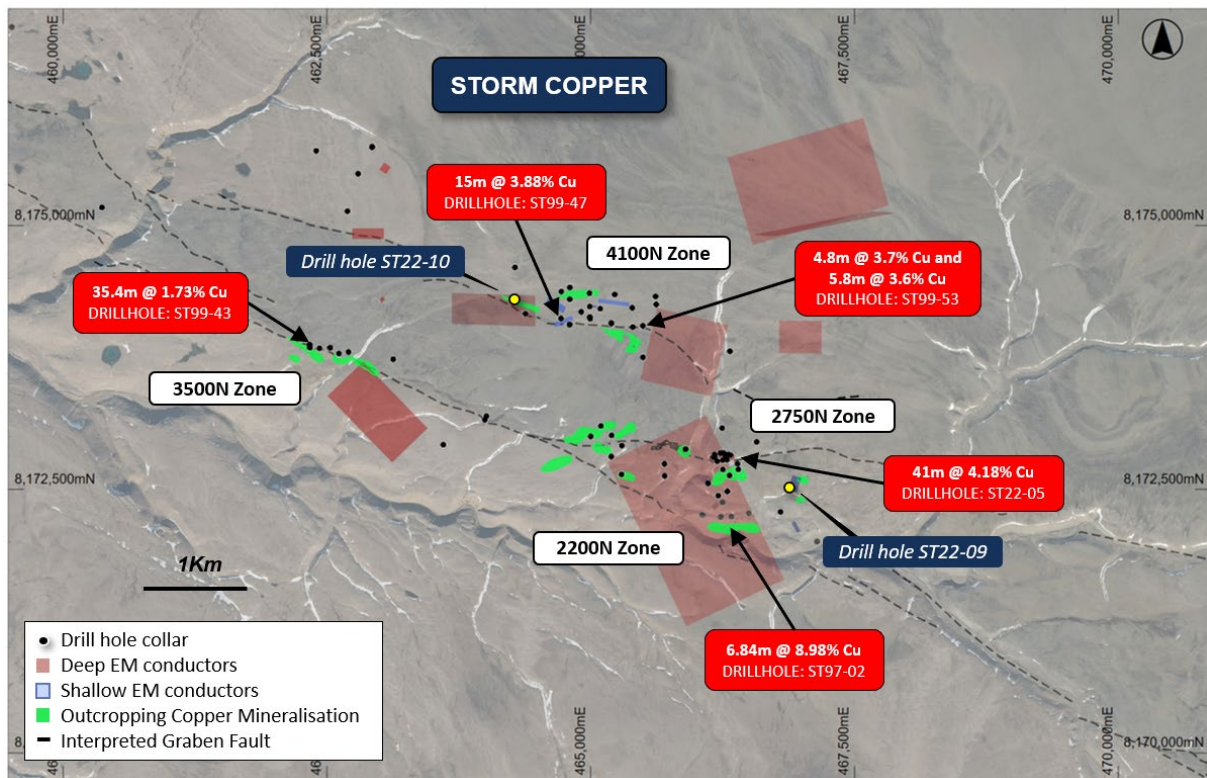 460,000mE
462,500mE
,000mE
467,500mE
470,000mE
STORM COPPER
15m @ 3.88% Cu
DRILLHOLE: ST99-47
8,175,000mN
8,175,000mN
4100N Zone
Drill hole ST22-10
4.8m @ 3.7% Cu and
5.8m @ 3.6% Cu
DRILLHOLE: ST99-53
35.4m @ 1.73% Cu
DRILLHOLE: ST99-43
3500N Zone
2750N Zone
8,172,500mN
8,172,500mN
41m @ 4.18% Cu
DRILLHOLE: ST22-05
2200N Zone
Drill hole ST22-09
1Km
6.84m @ 8.98% Cu
DRILLHOLE: ST97-02
Drill hole collar
Deep EM conductors
Shallow EM conductors
Outcropping Copper Mineralisation
Interpreted Graben Fault
465,000mE
467,500mE
470,000mE
8,170,000mN